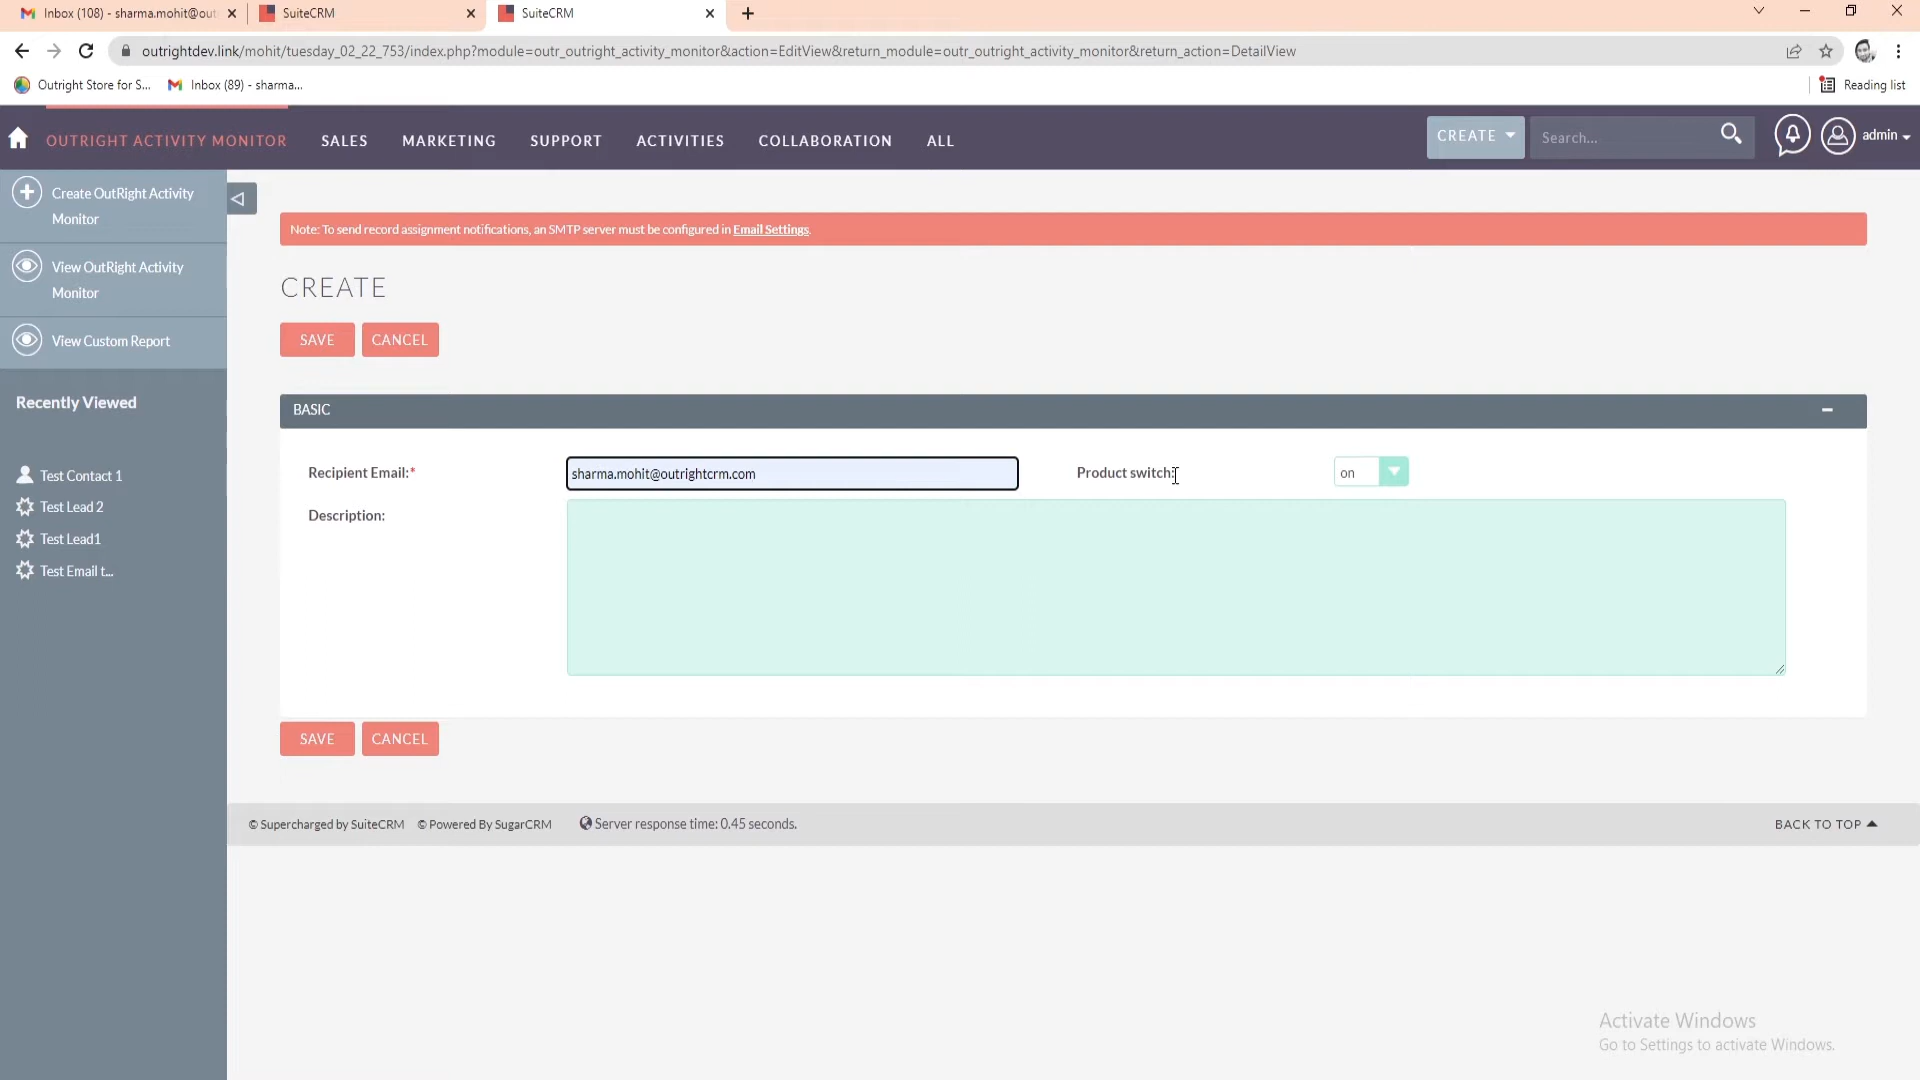 Inbox (108) - sharma.mohit@out
SuiteCRM
SuiteCRM
outrightdev.link/mohit/tuesday_02_22_753/index.php?module=outr_outright_activity_monitor&action=EditView&return_module=outr_outright_activity_monitor&return_action=DetailView
Outright Store for S...
Inbox (89) - sharma...
Reading list
OUTRIGHT ACTIVITY MONITOR
SALES
MARKETING
SUPPORT
ACTIVITIES
COLLABORATION
ALL
CREATE
Search...
admin
Create OutRight Activity
Monitor
View OutRight Activity
Monitor
View Custom Report
Recently Viewed
Test Contact 1
Test Lead 2
Test Lead1
Test Email t...
Note: To send record assignment notifications, an SMTP server must be configured in Email Settings.
CREATE
SAVE
CANCEL
BASIC
Recipient Email:*
sharma.mohit@outrightcrm.com
Product switch:
on
Description:
SAVE
CANCEL
© Supercharged by SuiteCRM
© Powered By SugarCRM
Server response time: 0.45 seconds.
BACK TO TOP
Activate Windows
Go to Settings to activate Windows.